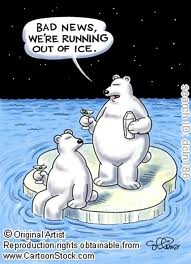 BAD NEWS,
WE'RE RUNNING
OUT OF ICE.
© Original Artist
Reproduction rights obtainable from
www.CartoonStock.com